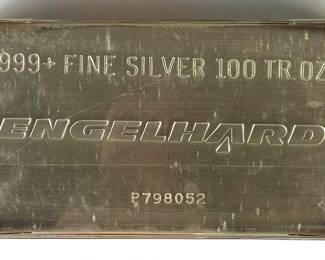 999+ FINE SILVER 100 TR. OZ
ENGELHARD
P798052